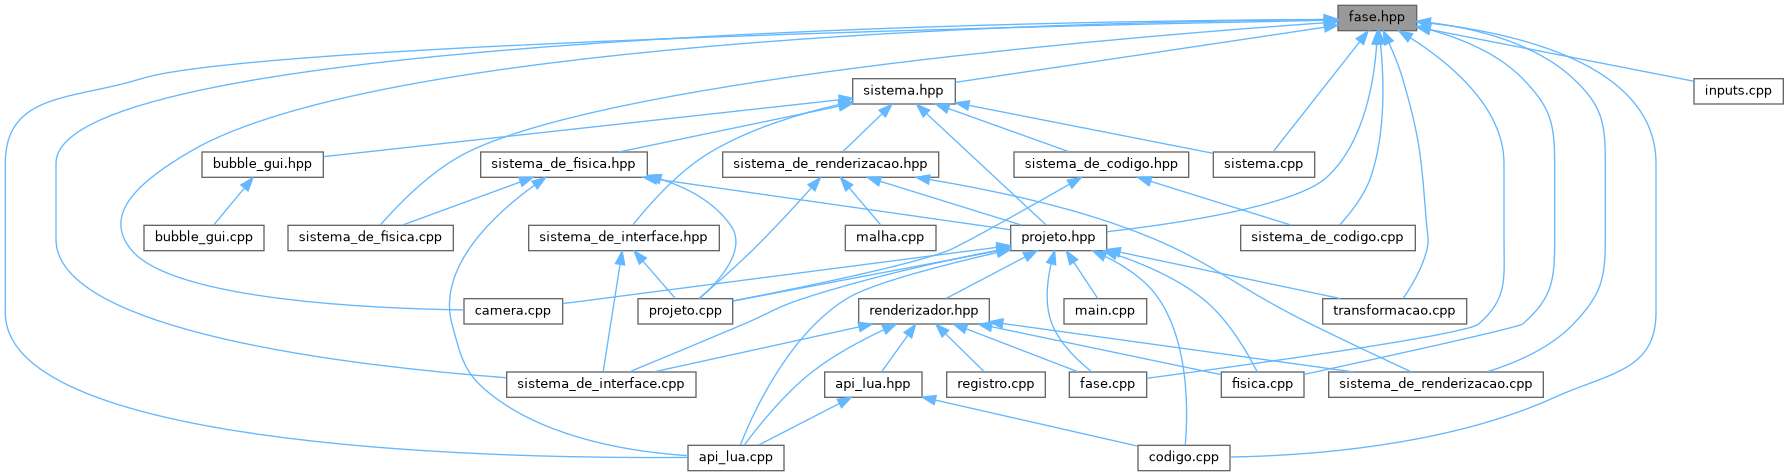 fase.hpp
sistema.hpp
inputs.cpp
bubble_gui.hpp
sistema_de_fisica.hpp
sistema_de_renderizacao.hpp
sistema_de_codigo.hpp
sistema.cpp
bubble_gui.cpp
sistema_de_fisica.cpp
sistema_de_interface.hpp
malha.cpp
projeto.hpp
sistema_de_codigo.cpp
camera.cpp
projeto.cpp
renderizador.hpp
main.cpp
transformacao.cpp
sistema_de_interface.cpp
api_lua.hpp
registro.cpp
fase.cpp
fisica.cpp
sistema_de_renderizacao.cpp
api_lua.cpp
codigo.cpp